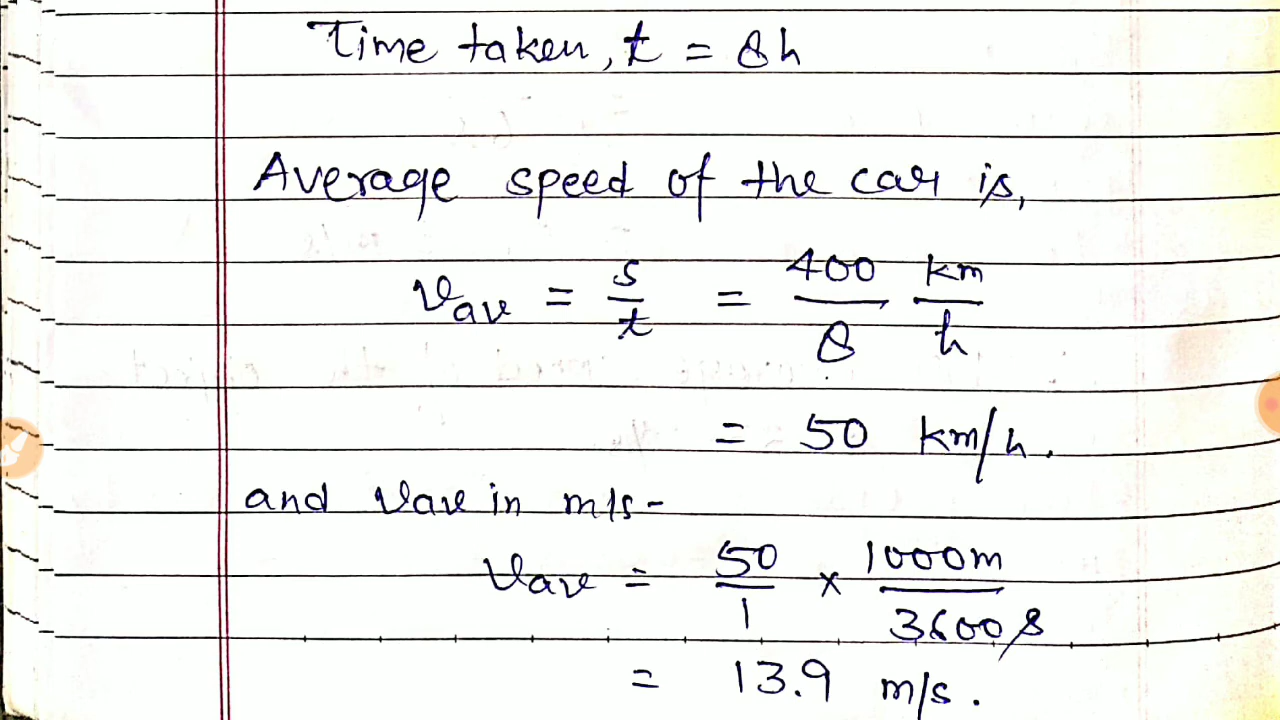 Time taken, t = 8h
Average speed of the car is,
Vav = s/t = 400/8 km/h
= 50 km/h.
and Vav in m/s -
Vav = 50/1 × 1000m/3600s
= 13.9 m/s.